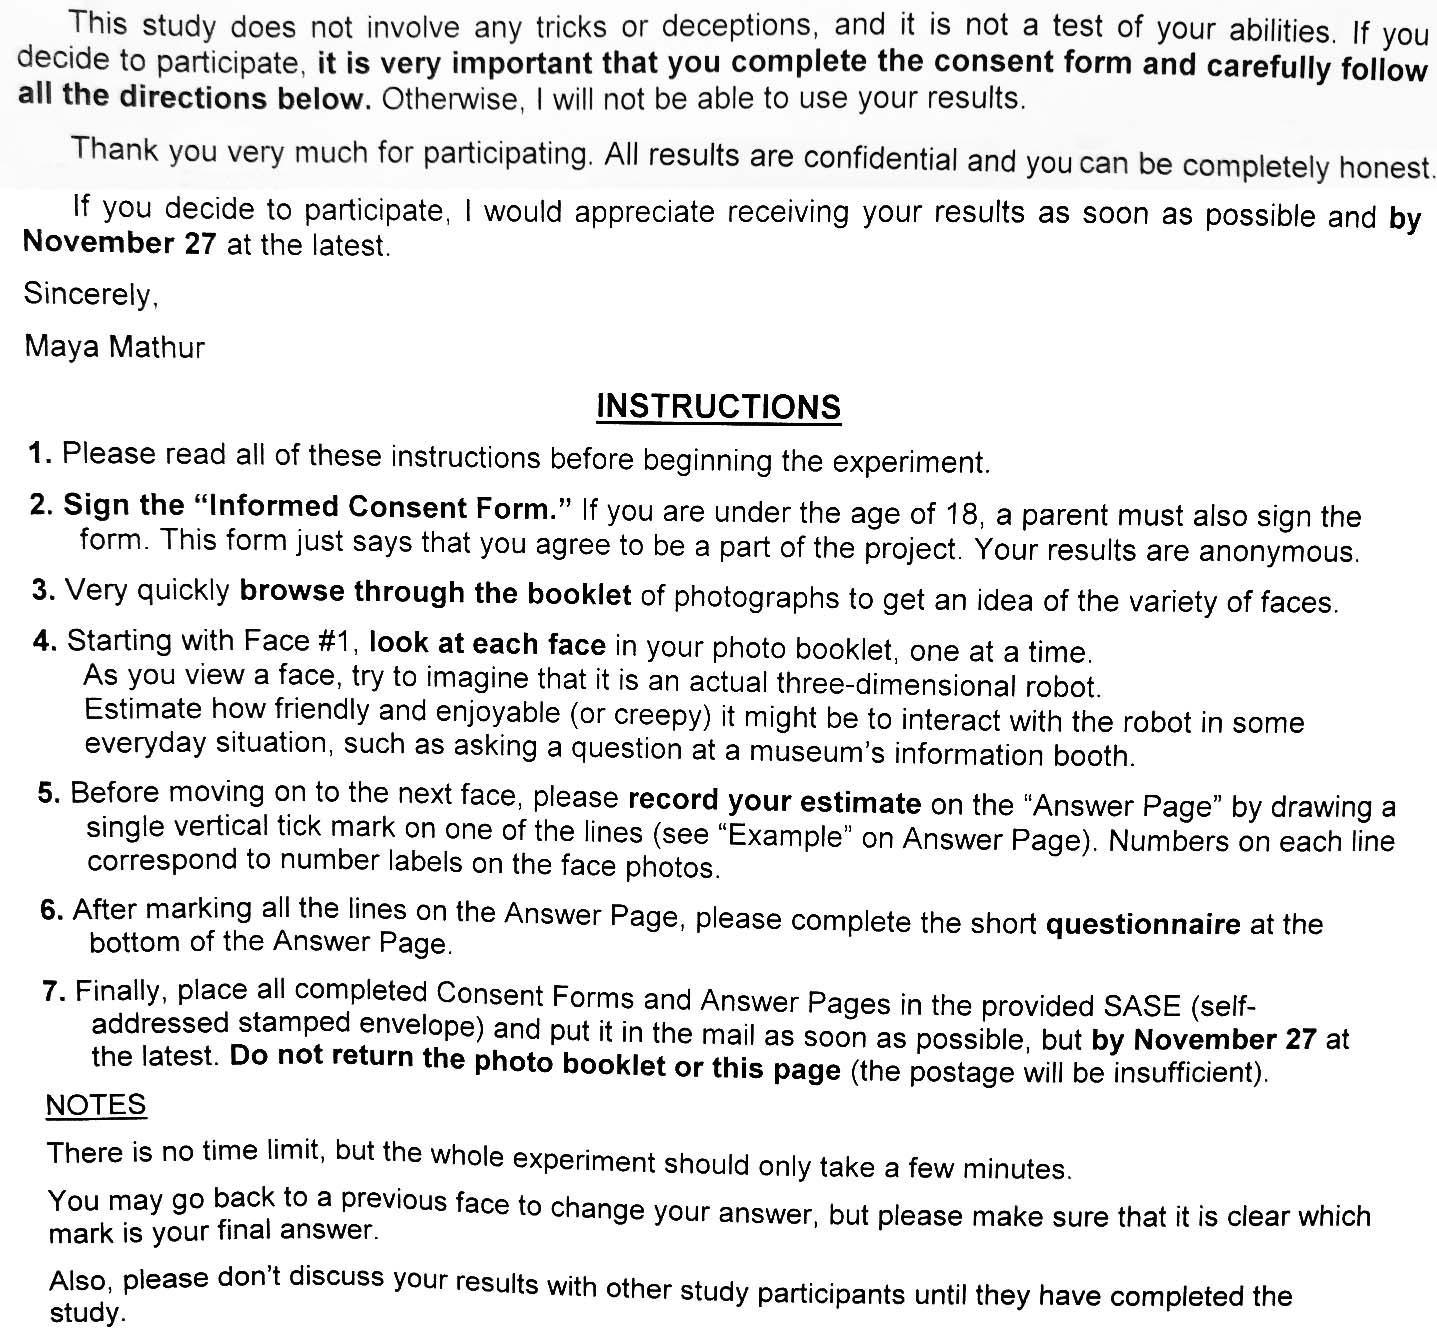 This study does not involve any tricks or deceptions, and it is not a test of your abilities. If you
decide to participate, it is very important that you complete the consent form and carefully follow
all the directions below. Otherwise, I will not be able to use your results.
Thank you very much for participating. All results are confidential and you can be completely honest.
If you decide to participate, I would appreciate receiving your results as soon as possible and by
November 27 at the latest.
Sincerely,
Maya Mathur
INSTRUCTIONS
1. Please read all of these instructions before beginning the experiment.
2. Sign the “Informed Consent Form.” If you are under the age of 18, a parent must also sign the
form. This form just says that you agree to be a part of the project. Your results are anonymous.
3. Very quickly browse through the booklet of photographs to get an idea of the variety of faces.
4. Starting with Face #1, look at each face in your photo booklet, one at a time.
As you view a face, try to imagine that it is an actual three-dimensional robot.
Estimate how friendly and enjoyable (or creepy) it might be to interact with the robot in some
everyday situation, such as asking a question at a museum’s information booth.
5. Before moving on to the next face, please record your estimate on the “Answer Page” by drawing a
single vertical tick mark on one of the lines (see “Example” on Answer Page). Numbers on each line
correspond to number labels on the face photos.
6. After marking all the lines on the Answer Page, please complete the short questionnaire at the
bottom of the Answer Page.
7. Finally, place all completed Consent Forms and Answer Pages in the provided SASE (self-
addressed stamped envelope) and put it in the mail as soon as possible, but by November 27 at
the latest. Do not return the photo booklet or this page (the postage will be insufficient).
NOTES
There is no time limit, but the whole experiment should only take a few minutes.
You may go back to a previous face to change your answer, but please make sure that it is clear which
mark is your final answer.
Also, please don’t discuss your results with other study participants until they have completed the
study.